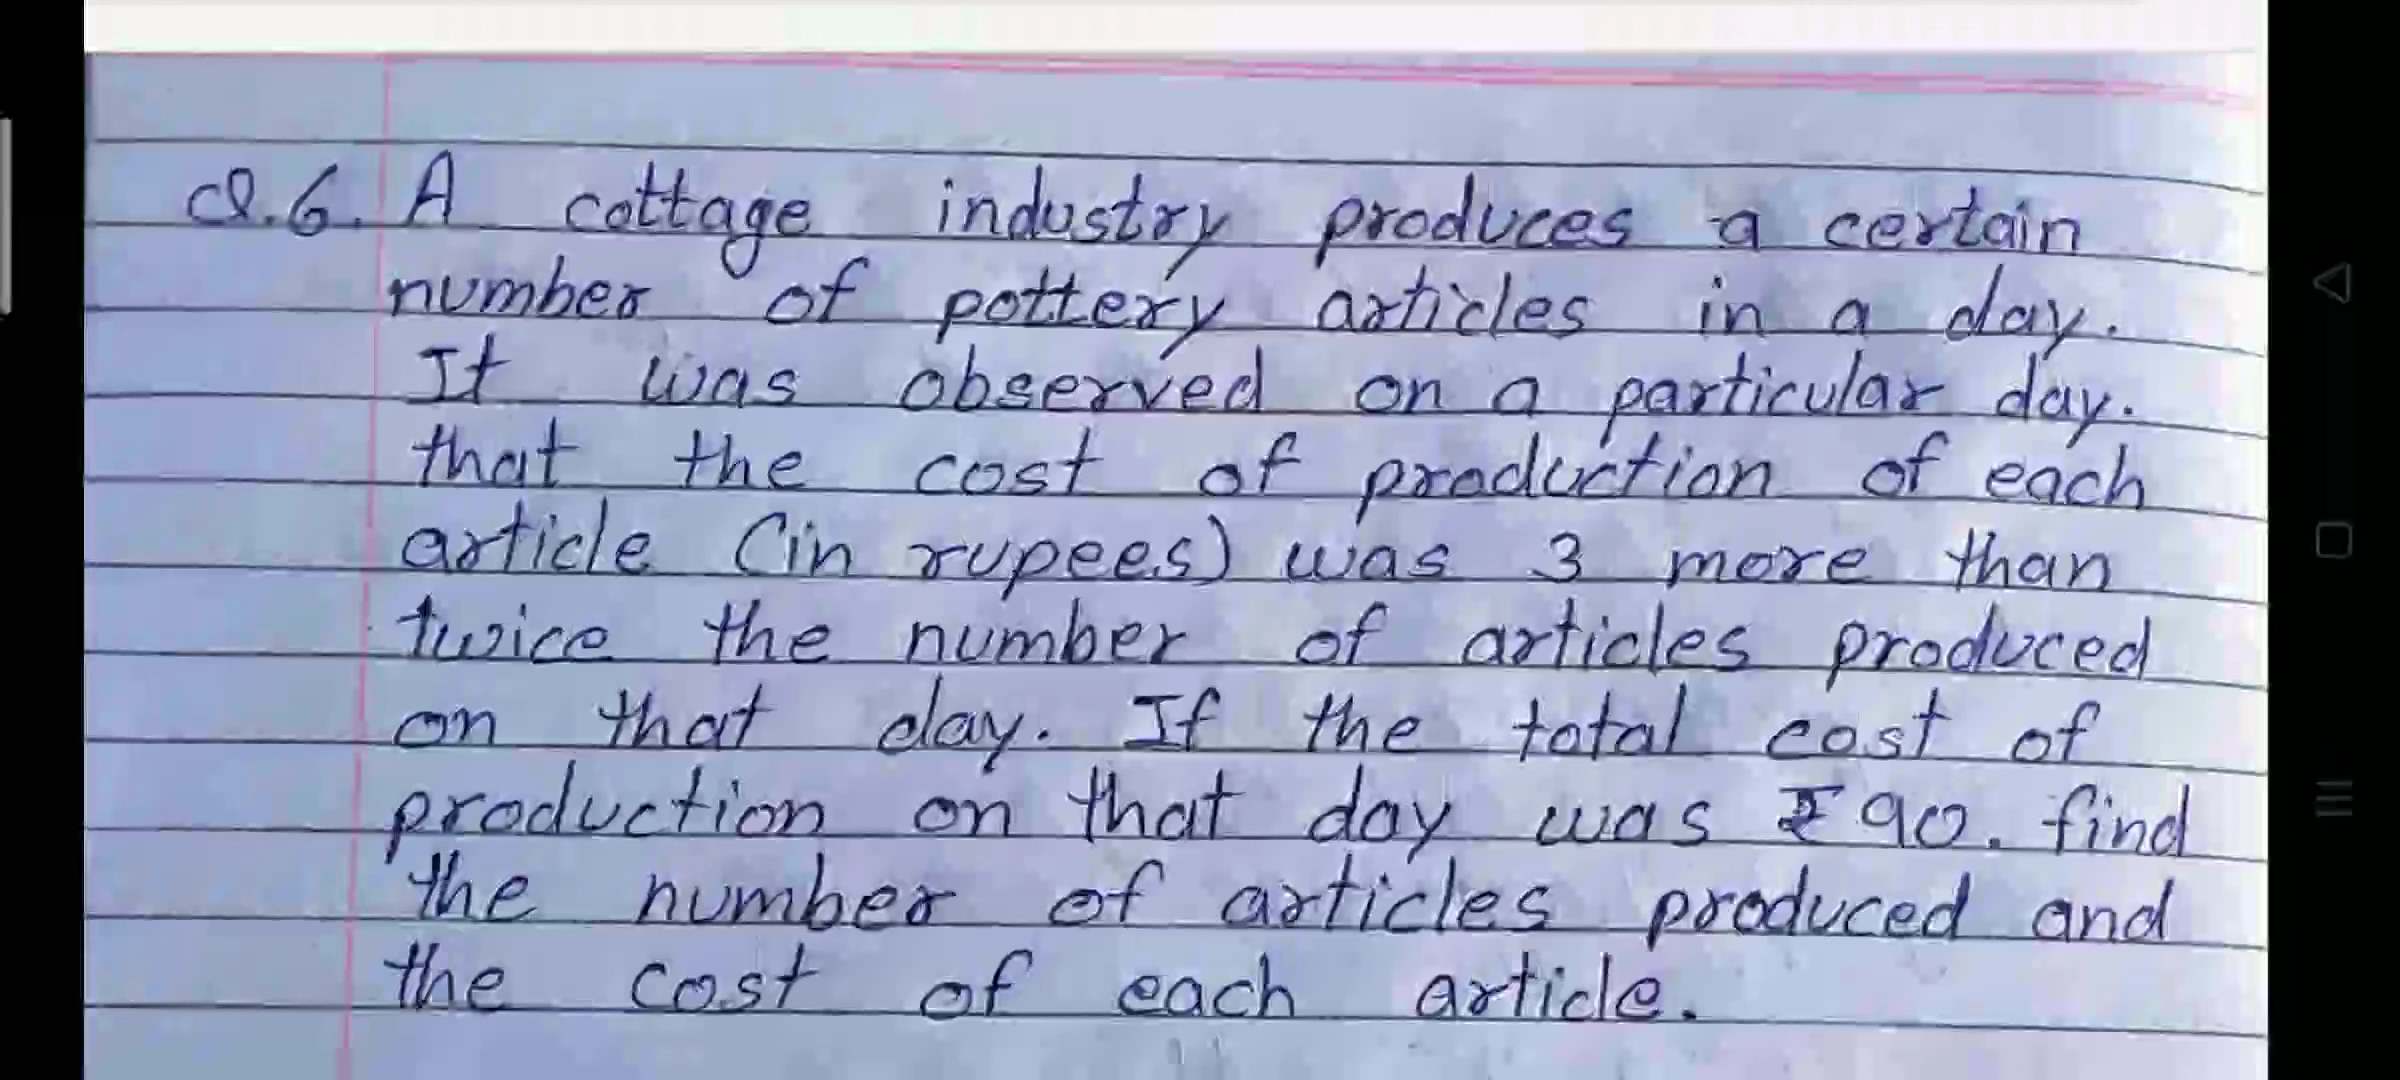 Q.6. A cottage industry produces a certain
number of pottery articles in a day.
It was observed on a particular day.
that the cost of production of each
article (in rupees) was 3 more than
twice the number of articles produced
on that day. If the total cost of
production on that day was ₹90. find
the number of articles produced and
the cost of each article.